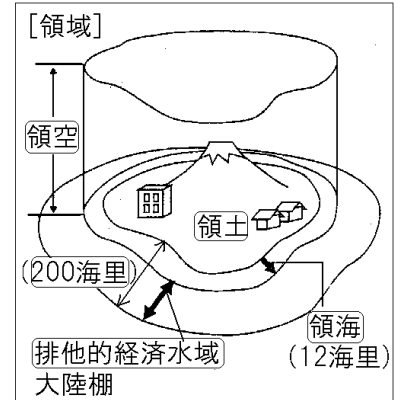 [領域]
領空
領土
(200海里)
領海
(12海里)
排他的経済水域
大陸棚